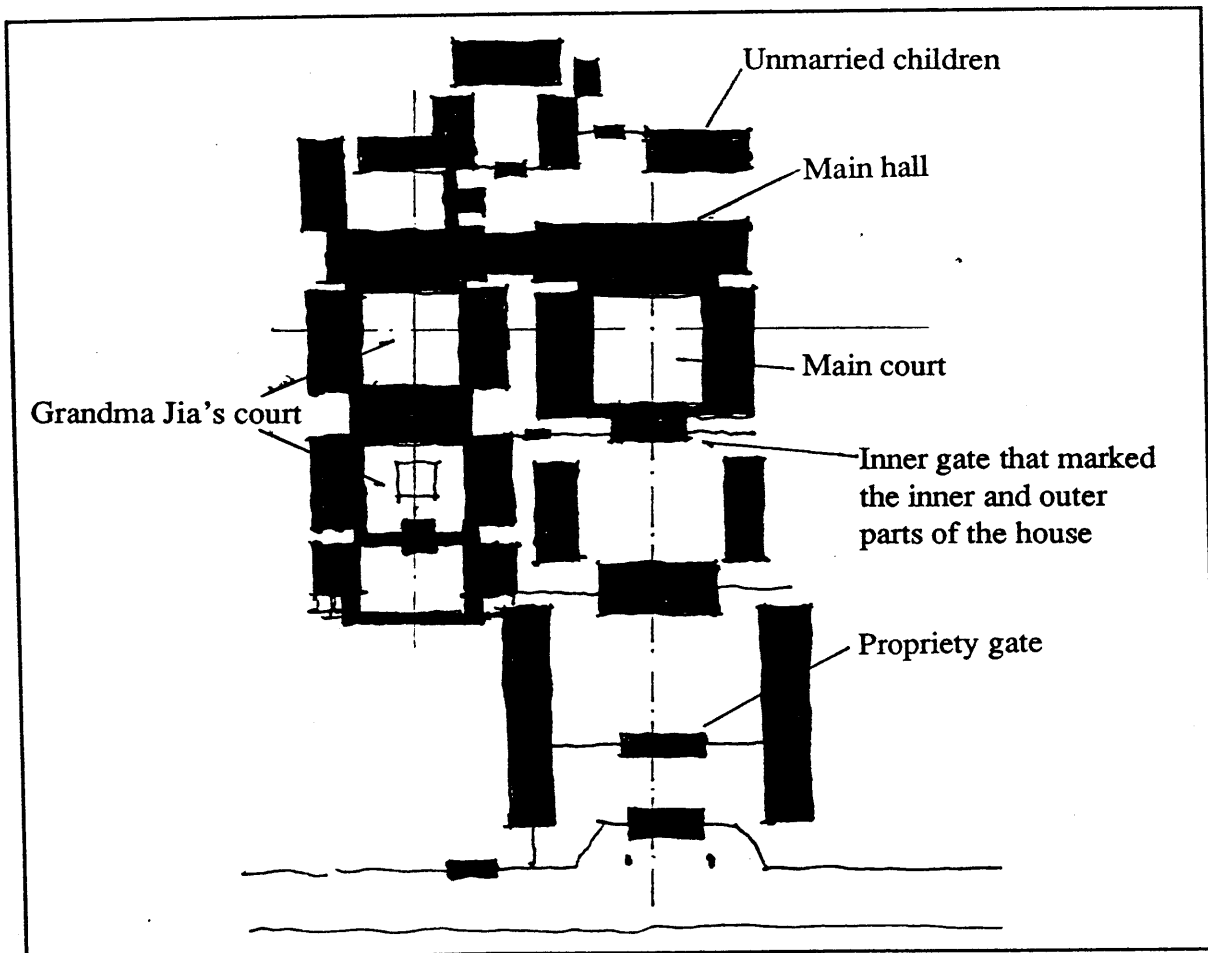 Unmarried children
Main hall
Main court
Grandma Jia's court
Inner gate that marked
the inner and outer
parts of the house
Propriety gate